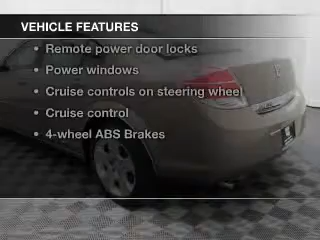 VEHICLE FEATURES
• Remote power door locks
• Power windows
• Cruise controls on steering wheel
• Cruise control
• 4-wheel ABS Brakes